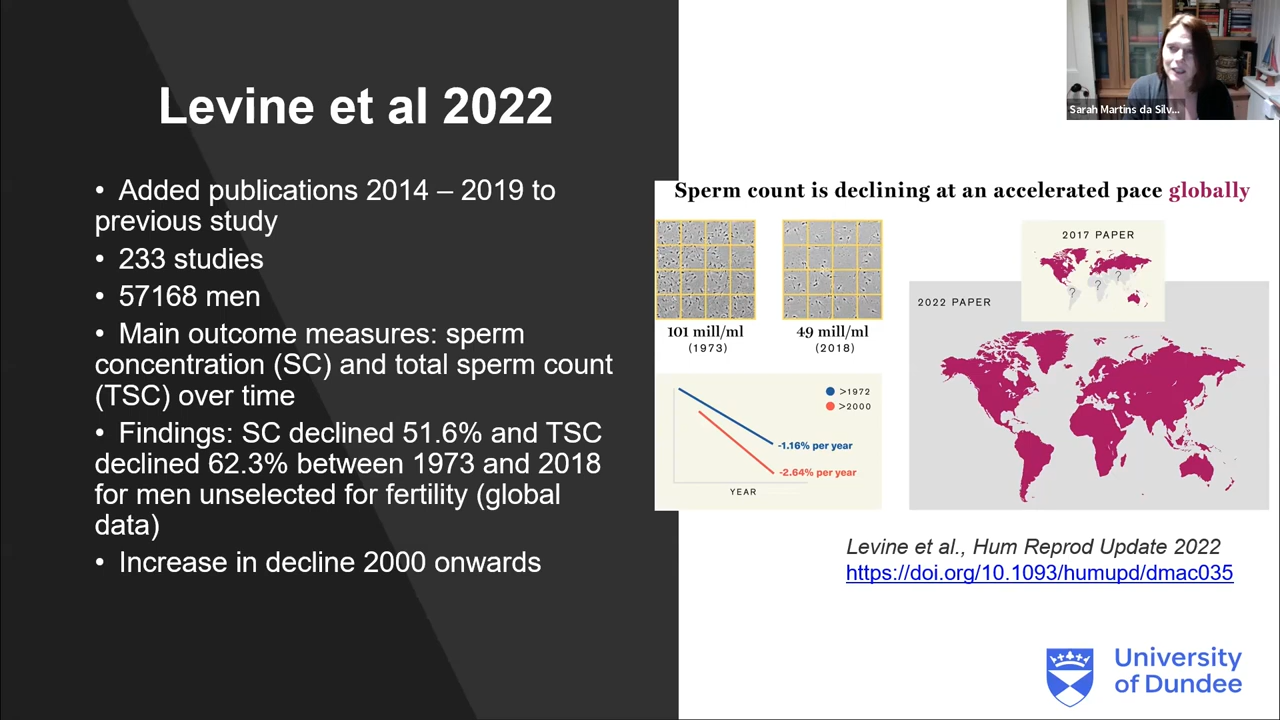 Levine et al 2022
• Added publications 2014 – 2019 to
previous study
• 233 studies
• 57168 men
• Main outcome measures: sperm
concentration (SC) and total sperm count
(TSC) over time
• Findings: SC declined 51.6% and TSC
declined 62.3% between 1973 and 2018
for men unselected for fertility (global
data)
• Increase in decline 2000 onwards
Sarah Martins da Silv...
Sperm count is declining at an accelerated pace globally
101 mill/ml
(1973)
49 mill/ml
(2018)
>1972
>2000
-1.16% per year
-2.64% per year
YEAR
2017 PAPER
? ? ?
2022 PAPER
Levine et al., Hum Reprod Update 2022
https://doi.org/10.1093/humupd/dmac035
University
of Dundee